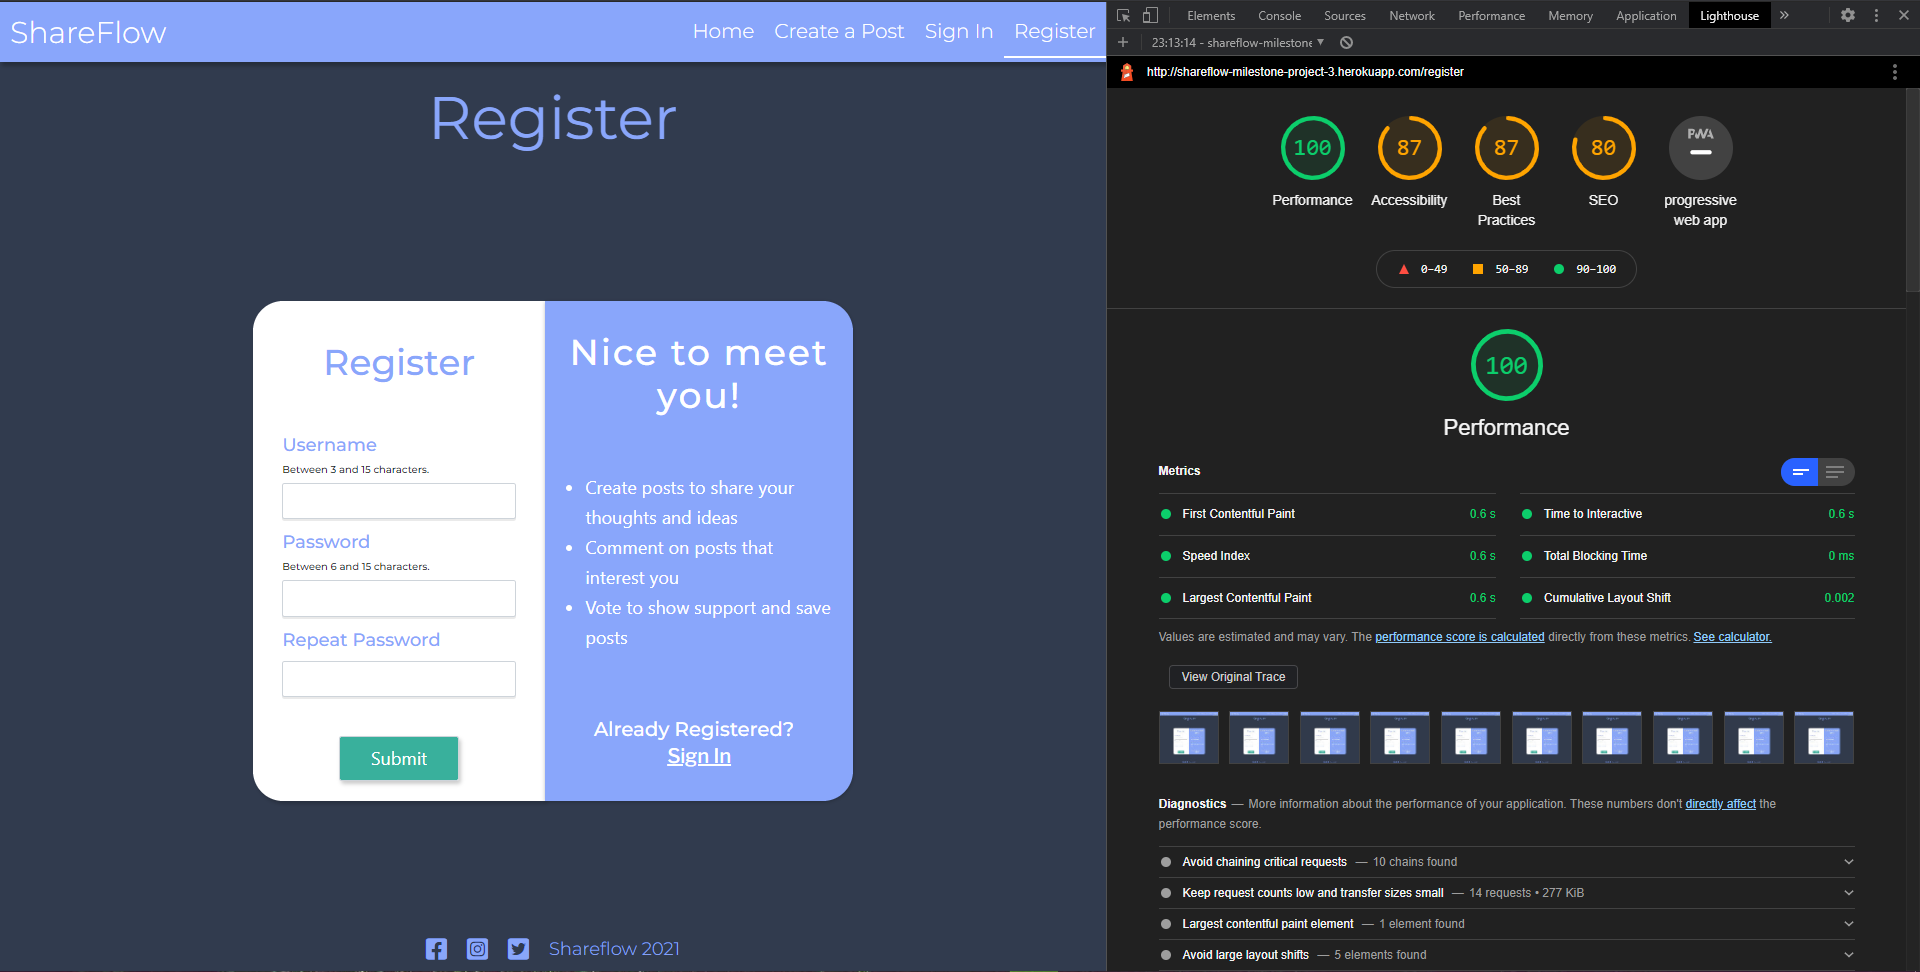 ShareFlow
Home Create a Post Sign In Register
Register
Register
Username
Between 3 and 15 characters.
Password
Between 6 and 15 characters.
Repeat Password
Submit
Nice to meet
you!
Create posts to share your
thoughts and ideas
Comment on posts that
interest you
Vote to show support and save
posts
Already Registered?
Sign In
Shareflow 2021
Elements Console Sources Network Performance Memory Application Lighthouse
23:13:14 - shareflow-milestone
http://shareflow-milestone-project-3.herokuapp.com/register
100 87 87 80 PWA
Performance Accessibility Best Practices SEO progressive web app
0–49 50–89 90–100
100
Performance
Metrics
First Contentful Paint 0.6 s
Time to Interactive 0.6 s
Speed Index 0.6 s
Total Blocking Time 0 ms
Largest Contentful Paint 0.6 s
Cumulative Layout Shift 0.002
Values are estimated and may vary. The performance score is calculated directly from these metrics. See calculator.
View Original Trace
Diagnostics — More information about the performance of your application. These numbers don't directly affect the
performance score.
Avoid chaining critical requests — 10 chains found
Keep request counts low and transfer sizes small — 14 requests • 277 KiB
Largest contentful paint element — 1 element found
Avoid large layout shifts — 5 elements found